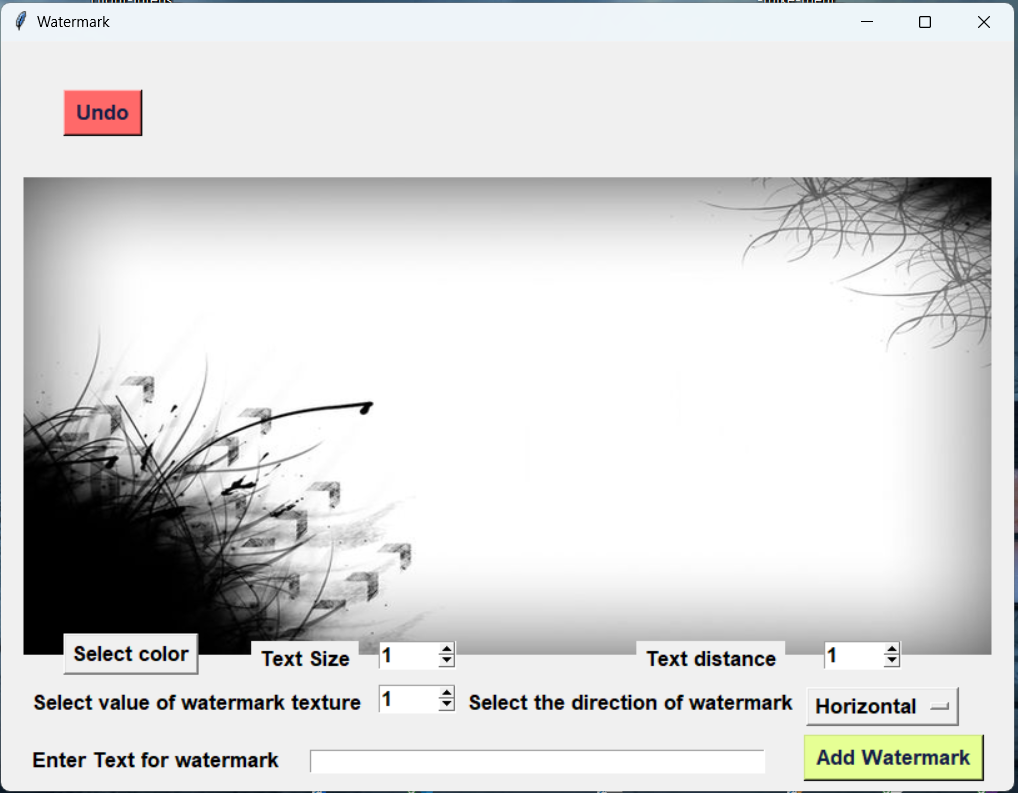 Watermark
Undo
Select color
Text Size
1
Text distance
1
Select value of watermark texture
1
Select the direction of watermark
Horizontal
Enter Text for watermark
Add Watermark